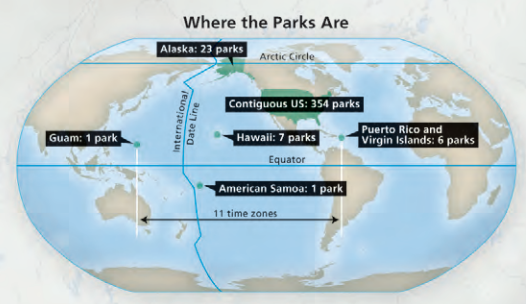 Where the Parks Are
Alaska: 23 parks
Arctic Circle
International
Date Line
Contiguous US: 354 parks
Guam: 1 park
Hawaii: 7 parks
Puerto Rico and
Virgin Islands: 6 parks
Equator
American Samoa: 1 park
11 time zones